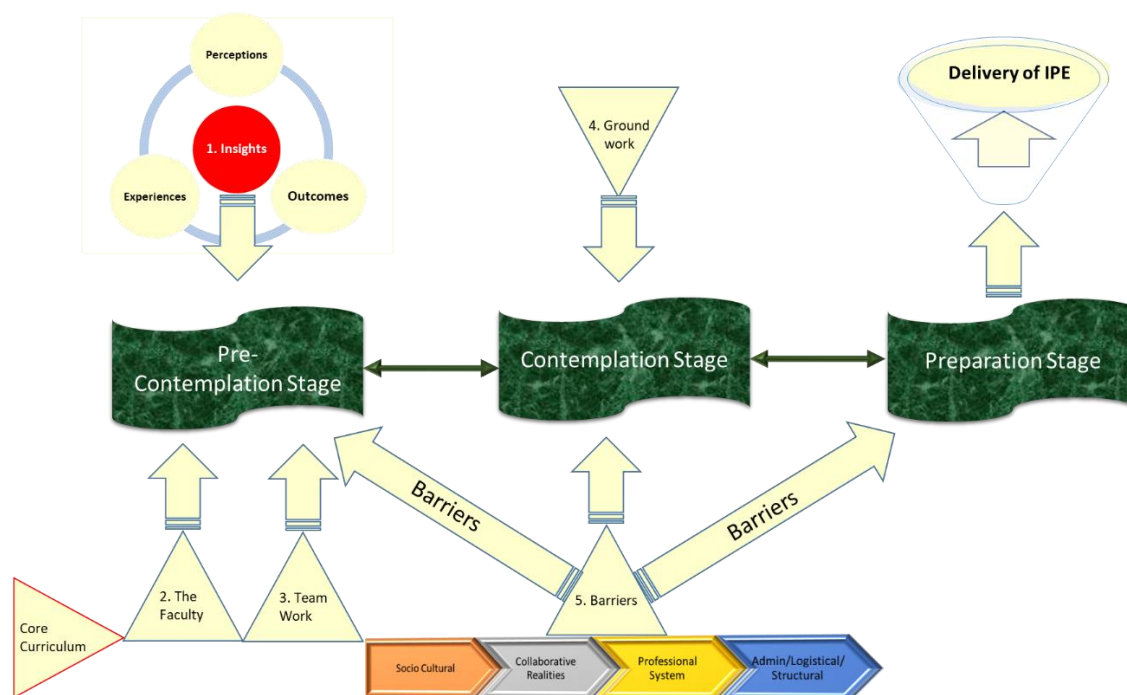 Perceptions
1. Insights
Experiences
Outcomes
4. Ground
work
Delivery of IPE
Pre-
Contemplation Stage
Contemplation Stage
Preparation Stage
Barriers
Barriers
2. The
Faculty
3. Team
Work
5. Barriers
Core
Curriculum
Socio Cultural
Collaborative
Realities
Professional
System
Admin/Logistical/
Structural